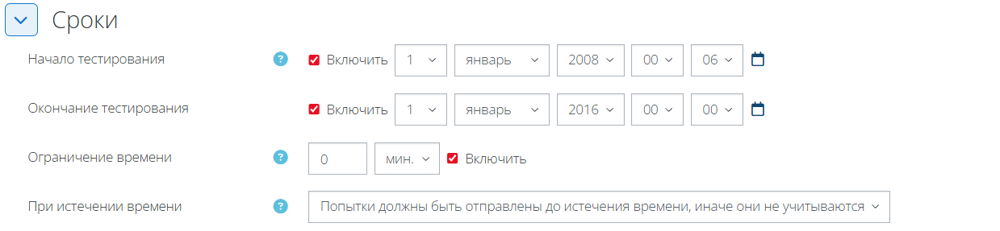 Сроки
Начало тестирования ? Включить 1 январь 2008 00 06
Окончание тестирования Включить 1 январь 2016 00 00
Ограничение времени ? 0 мин. Включить
При истечении времени ? Попытки должны быть отправлены до истечения времени, иначе они не учитываются